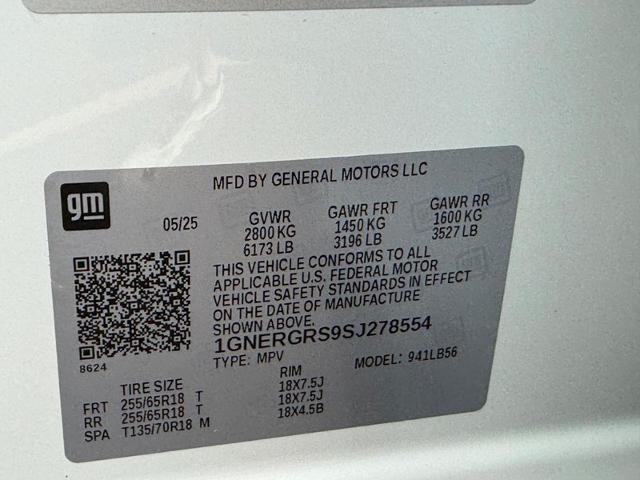 gm
MFD BY GENERAL MOTORS LLC
05/25 GVWR GAWR FRT GAWR RR
2800 KG 1450 KG 1600 KG
6173 LB 3196 LB 3527 LB
THIS VEHICLE CONFORMS TO ALL
APPLICABLE U.S. FEDERAL MOTOR
VEHICLE SAFETY STANDARDS IN EFFECT
ON THE DATE OF MANUFACTURE
SHOWN ABOVE.
1GNERGRS9SJ278554
8624
TYPE: MPV MODEL: 941LB56
TIRE SIZE RIM
FRT 255/65R18 T 18X7.5J
RR 255/65R18 T 18X7.5J
SPA T135/70R18 M 18X4.5B